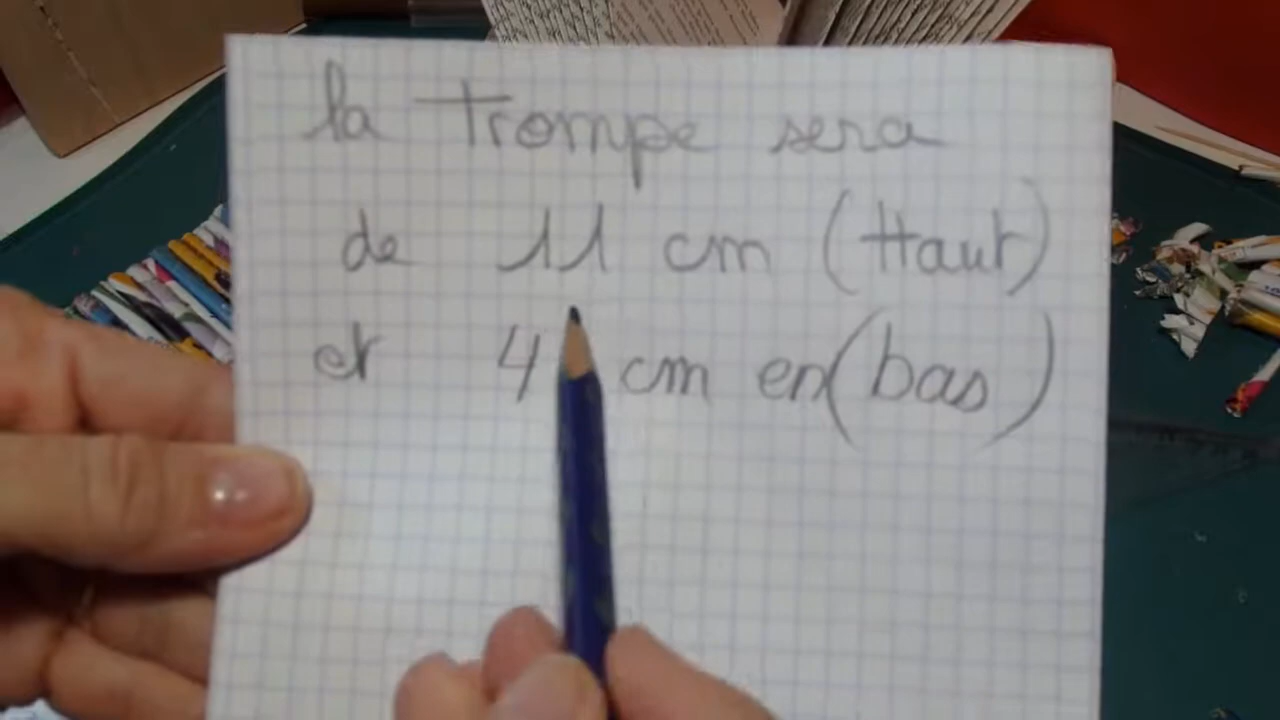 la Trompe sera
de 11 cm (Haut)
et 4 cm en (bas)